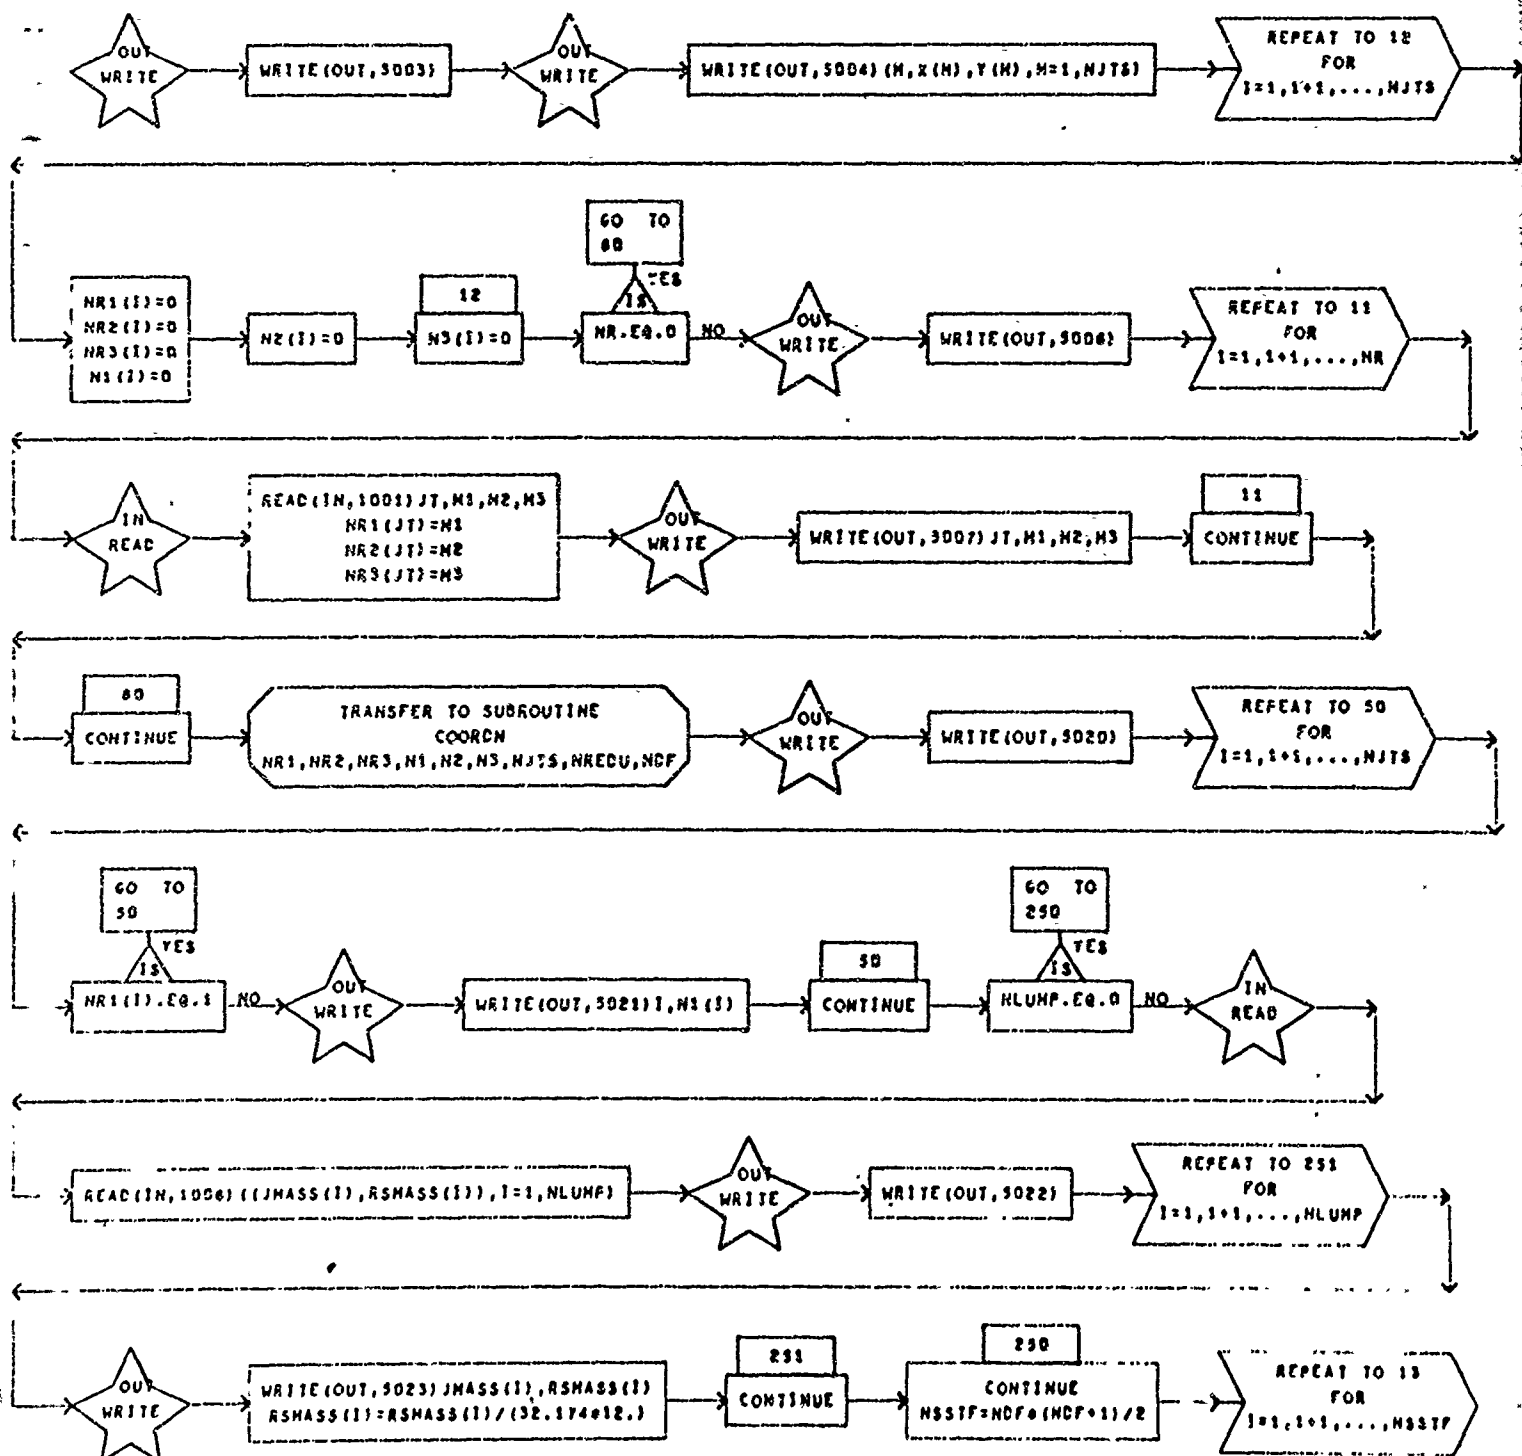 OUT
WRITE
WRITE(OUT,5003)
OUT
WRITE
WRITE(OUT,5004)(M,X(M),Y(M),M=1,NJTS)
REPEAT TO 12
FOR
I=1,1+1,...,NJTS
NR1(I)=0
NR2(I)=0
NR3(I)=0
N1(I)=0
N2(I)=0
12
N3(I)=0
GO TO
60
YES
IS
NR.EQ.0
NO
OUT
WRITE
WRITE(OUT,5006)
REPEAT TO 11
FOR
I=1,1+1,...,NR
IN
READ
READ(IN,1001)JT,M1,M2,M3
NR1(JT)=M1
NR2(JT)=M2
NR3(JT)=M3
OUT
WRITE
WRITE(OUT,5007)JT,M1,M2,M3
11
CONTINUE
60
CONTINUE
TRANSFER TO SUBROUTINE
COORDN
NR1,NR2,NR3,N1,N2,N3,NJTS,NREDU,NDF
OUT
WRITE
WRITE(OUT,5020)
REPEAT TO 50
FOR
I=1,1+1,...,NJTS
GO TO
50
YES
IS
NR1(I).EQ.1
NO
OUT
WRITE
WRITE(OUT,5021)I,N1(I)
50
CONTINUE
GO TO
250
YES
IS
NLUMP.EQ.0
NO
IN
READ
READ(IN,1006)((JMASS(I),RSMASS(I)),I=1,NLUMP)
OUT
WRITE
WRITE(OUT,5022)
REPEAT TO 251
FOR
I=1,1+1,...,NLUMP
OUT
WRITE
WRITE(OUT,5023)JMASS(I),RSMASS(I)
RSMASS(I)=RSMASS(I)/(32.174*12.)
251
CONTINUE
250
CONTINUE
NSSTF=NDF*(NDF+1)/2
REPEAT TO 13
FOR
I=1,1+1,...,NSSTF